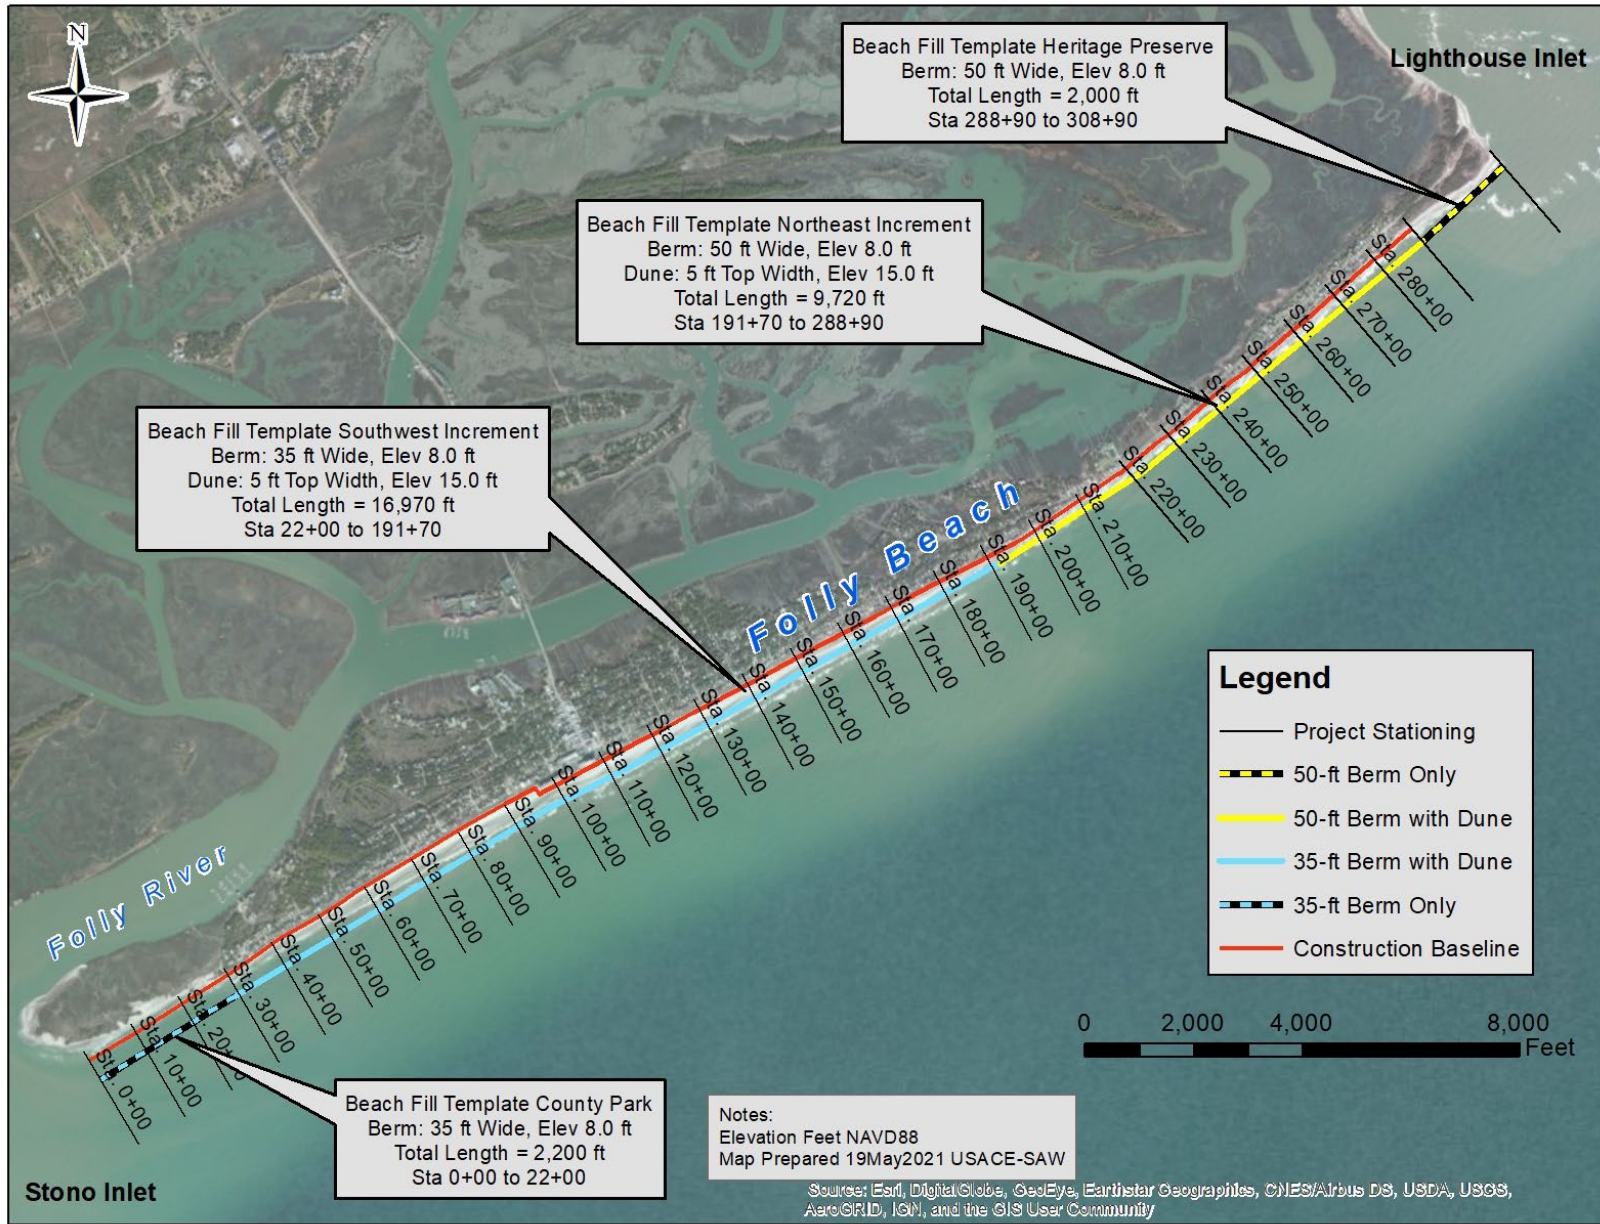 N
Beach Fill Template Heritage Preserve
Berm: 50 ft Wide, Elev 8.0 ft
Total Length = 2,000 ft
Sta 288+90 to 308+90
Lighthouse Inlet
Beach Fill Template Northeast Increment
Berm: 50 ft Wide, Elev 8.0 ft
Dune: 5 ft Top Width, Elev 15.0 ft
Total Length = 9,720 ft
Sta 191+70 to 288+90
Beach Fill Template Southwest Increment
Berm: 35 ft Wide, Elev 8.0 ft
Dune: 5 ft Top Width, Elev 15.0 ft
Total Length = 16,970 ft
Sta 22+00 to 191+70
Folly Beach
Folly River
Sta. 0+00
Sta. 10+00
Sta. 20+
Sta. 30+00
Sta. 40+00
Sta. 50+00
Sta. 60+00
Sta. 70+00
Sta. 80+00
Sta. 90+00
Sta. 100+00
Sta. 110+00
Sta. 120+00
Sta. 130+00
Sta. 140+00
Sta. 150+00
Sta. 160+00
Sta. 170+00
Sta. 180+00
Sta. 190+00
Sta. 200+00
Sta. 210+00
Sta. 220+00
Sta. 230+00
Sta. 240+00
Sta. 250+00
Sta. 260+00
Sta. 270+00
Sta. 280+00
Legend
Project Stationing
50-ft Berm Only
50-ft Berm with Dune
35-ft Berm with Dune
35-ft Berm Only
Construction Baseline
0 2,000 4,000 8,000
Feet
Beach Fill Template County Park
Berm: 35 ft Wide, Elev 8.0 ft
Total Length = 2,200 ft
Sta 0+00 to 22+00
Notes:
Elevation Feet NAVD88
Map Prepared 19May2021 USACE-SAW
Stono Inlet
Source: Esri, DigitalGlobe, GeoEye, Earthstar Geographics, CNES/Airbus DS, USDA, USGS,
AeroGRID, IGN, and the GIS User Community